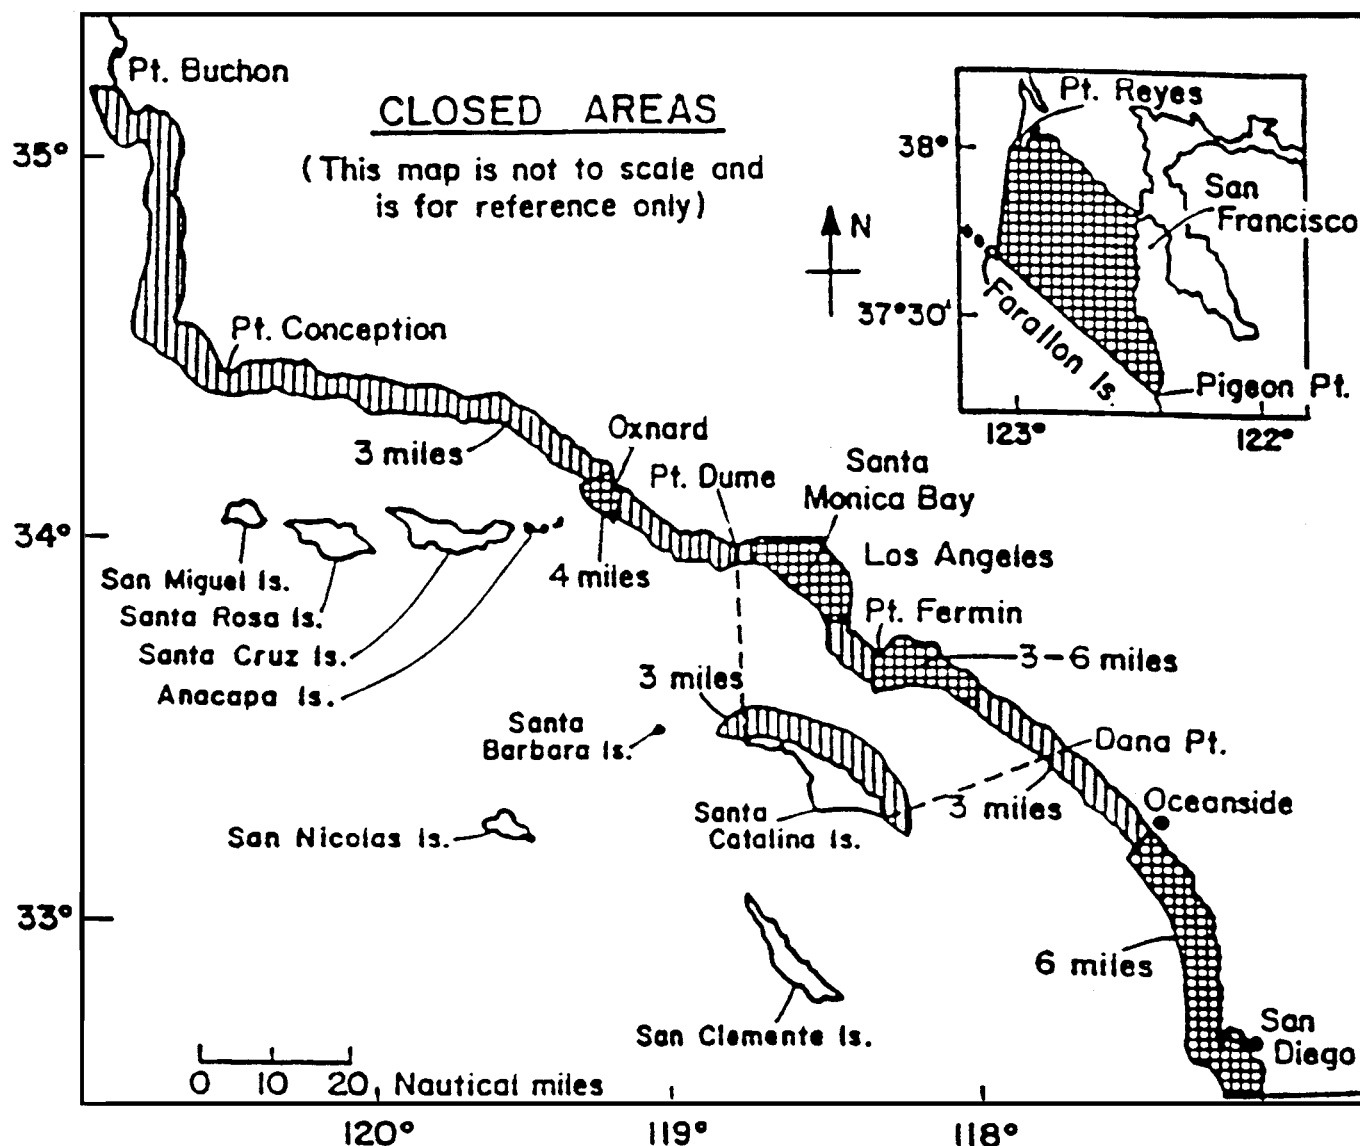 Pt. Buchon
CLOSED AREAS
(This map is not to scale and
is for reference only)
N
35°
34°
33°
Pt. Reyes
38°
San
Francisco
37°30'
Farallon Is.
Pigeon Pt.
123°
122°
Pt. Conception
3 miles
Oxnard
Pt. Dume
Santa
Monica Bay
Los Angeles
4 miles
San Miguel Is.
Santa Rosa Is.
Santa Cruz Is.
Anacapa Is.
Pt. Fermin
3-6 miles
3 miles
Santa
Barbara Is.
Dana Pt.
3 miles
Oceanside
Santa
Catalina Is.
San Nicolas Is.
6 miles
San Clemente Is.
San
Diego
0 10 20 Nautical miles
120°
119°
118°